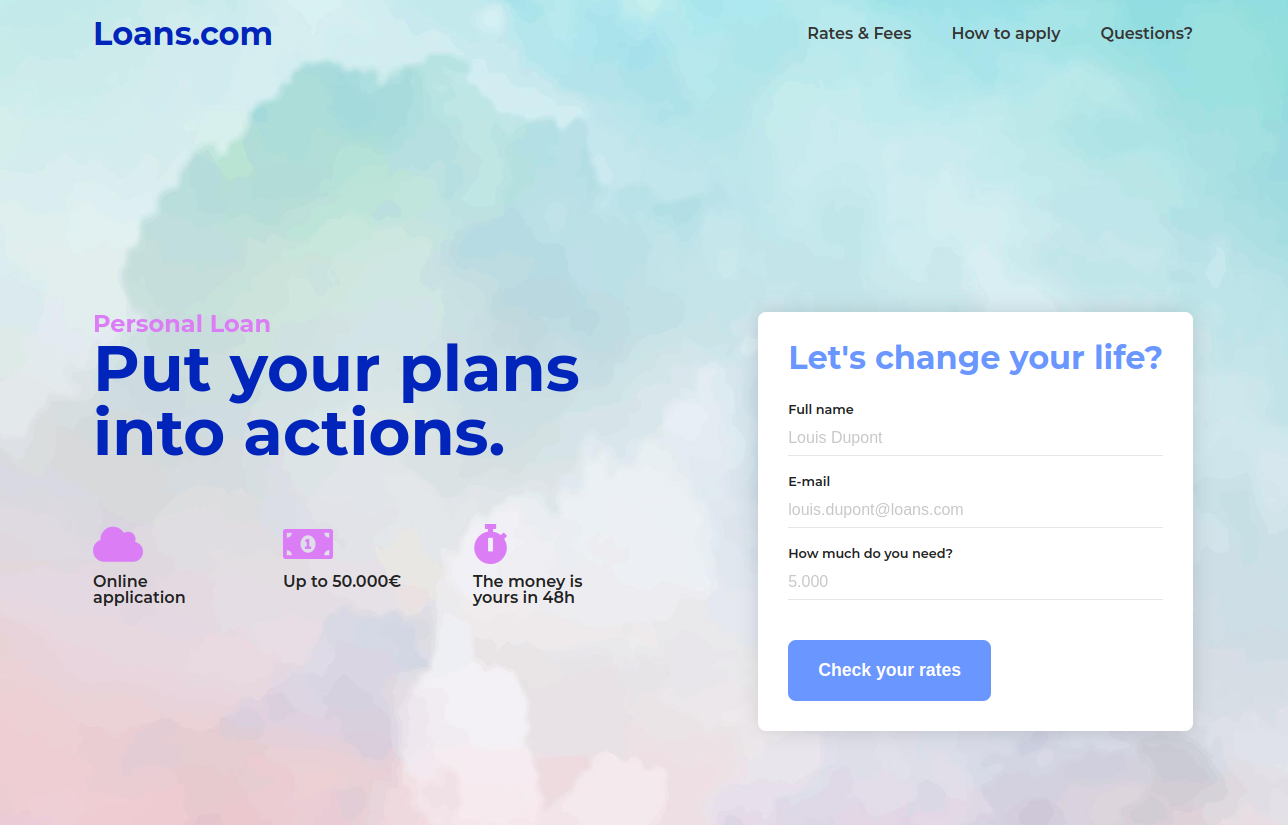 Loans.com
Rates & Fees
How to apply
Questions?
Personal Loan
Put your plans
into actions.
Online
application
1
Up to 50.000€
The money is
yours in 48h
Let's change your life?
Full name
Louis Dupont
E-mail
louis.dupont@loans.com
How much do you need?
5.000
Check your rates